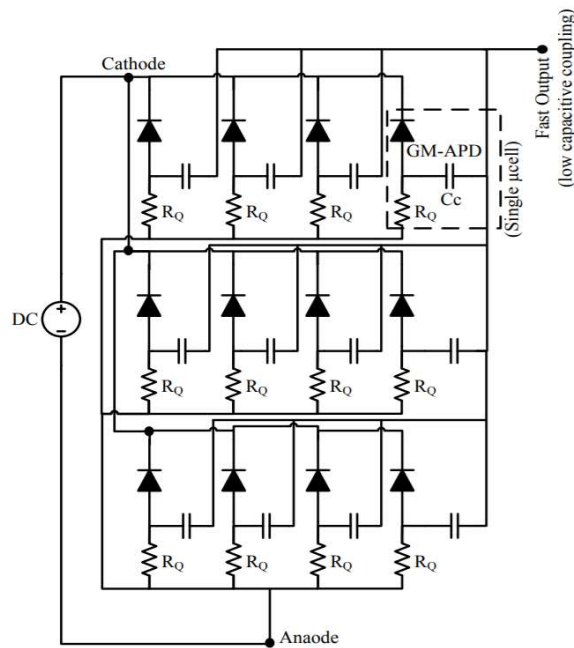 Cathode
Fast Output
(low capacitive coupling)
GM-APD
Cc
(Single μcell)
RQ
RQ
RQ
RQ
DC
+
−
RQ
RQ
RQ
RQ
RQ
RQ
RQ
RQ
Anaode